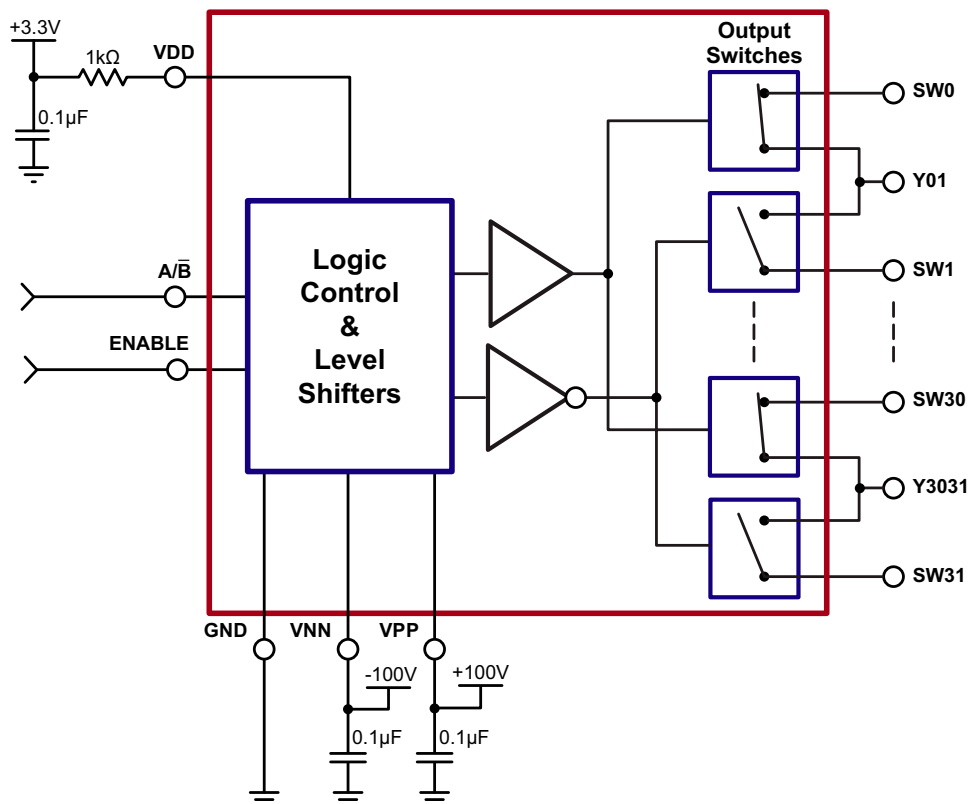 +3.3V
1kΩ
VDD
0.1µF
Output
Switches
SW0
Y01
SW1
A/B̅
ENABLE
Logic
Control
&
Level
Shifters
SW30
Y3031
SW31
GND
VNN
VPP
-100V
+100V
0.1µF
0.1µF